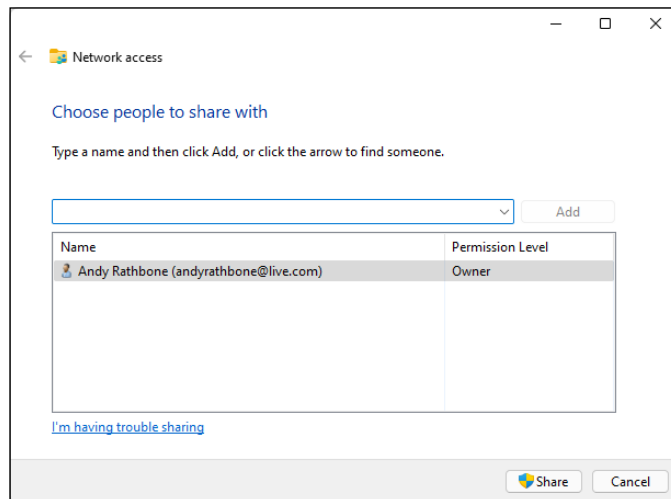 Network access
Choose people to share with
Type a name and then click Add, or click the arrow to find someone.
Add
Name Permission Level
Andy Rathbone (andyrathbone@live.com) Owner
I'm having trouble sharing
Share Cancel